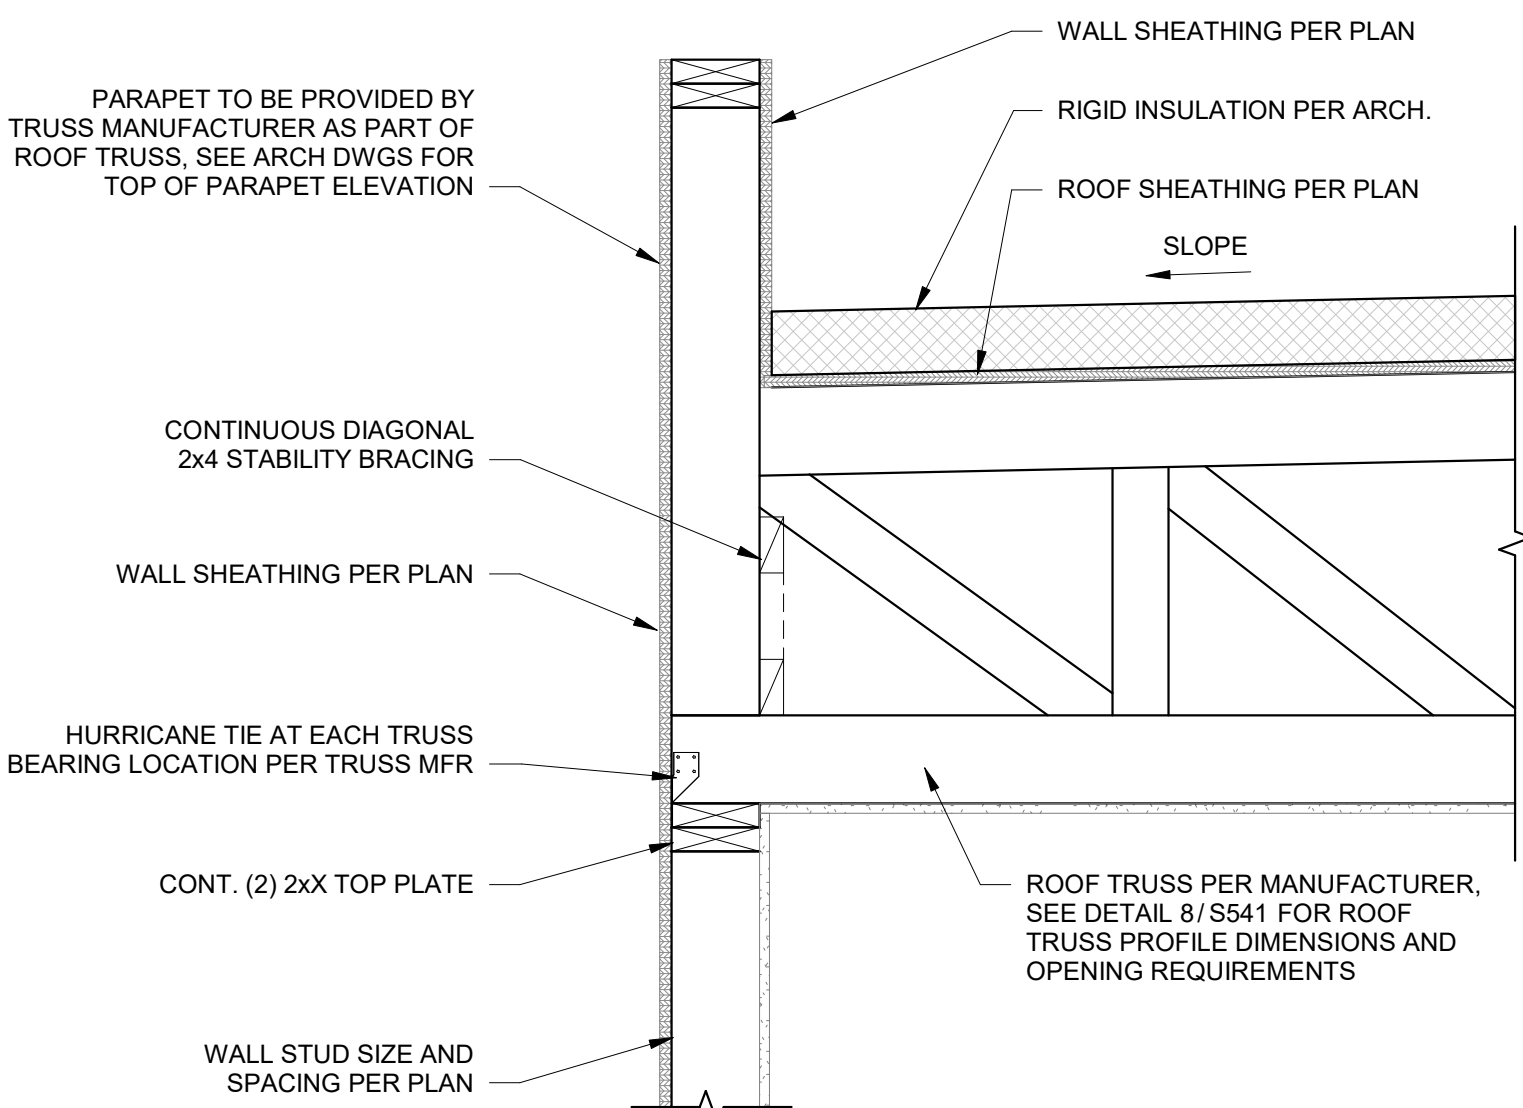 WALL SHEATHING PER PLAN
PARAPET TO BE PROVIDED BY
TRUSS MANUFACTURER AS PART OF
ROOF TRUSS, SEE ARCH DWGS FOR
TOP OF PARAPET ELEVATION
RIGID INSULATION PER ARCH.
ROOF SHEATHING PER PLAN
SLOPE
CONTINUOUS DIAGONAL
2x4 STABILITY BRACING
WALL SHEATHING PER PLAN
HURRICANE TIE AT EACH TRUSS
BEARING LOCATION PER TRUSS MFR
CONT. (2) 2xX TOP PLATE
ROOF TRUSS PER MANUFACTURER,
SEE DETAIL 8/S541 FOR ROOF
TRUSS PROFILE DIMENSIONS AND
OPENING REQUIREMENTS
WALL STUD SIZE AND
SPACING PER PLAN